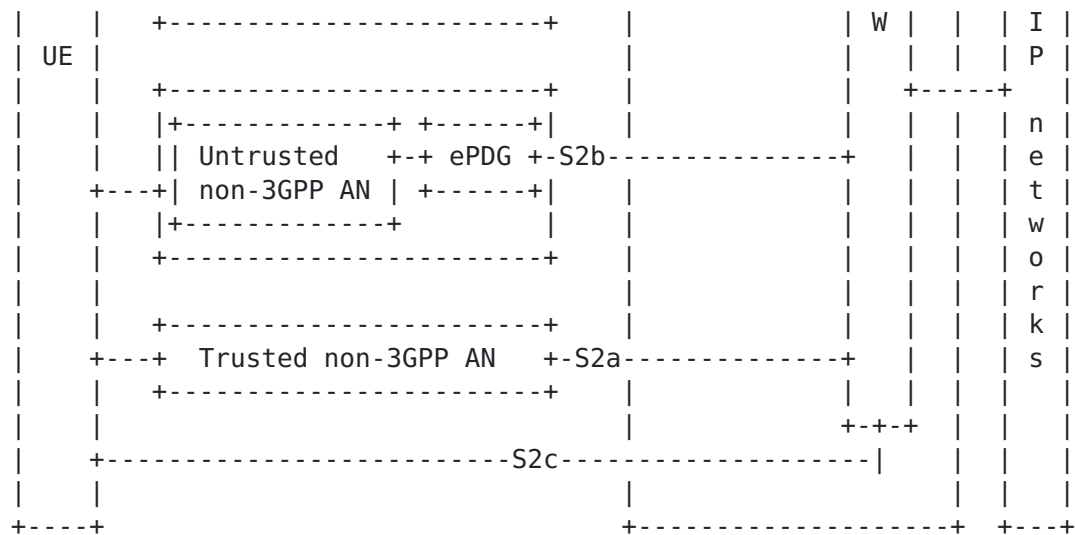 |    |   +------------------------+     |             | W |  |  | I |
| UE |                                  |             |   |  |  | P |
|    |   +------------------------+     |             |   +-----+   |
|    |   |+-------------+ +------+|     |             |   |  |  | n |
|    |   || Untrusted   +-+ ePDG +-S2b---------------+   |  |  | e |
|    +---+| non-3GPP AN | +------+|     |             |   |  |  | t |
|    |   |+-------------+         |     |             |   |  |  | w |
|    |   +------------------------+     |             |   |  |  | o |
|    |                                  |             |   |  |  | r |
|    |   +------------------------+     |             |   |  |  | k |
|    +---+  Trusted non-3GPP AN   +-S2a--------------+   |  |  | s |
|    |   +------------------------+     |             |   |  |  |   |
|    |                                  |             +-+-+  |  |   |
|    +--------------------------S2c--------------------|     |  |   |
|    |                                  |                    |  |   |
+----+                                  +--------------------+  +---+